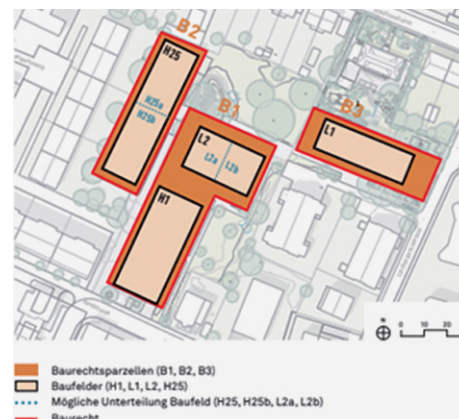 B2
H25
H25a
H25b
B1
L2
L2a
L2b
B3
L1
H1
N
0 10 20
Baurechtsparzellen (B1, B2, B3)
Baufelder (H1, L1, L2, H25)
Mögliche Unterteilung Baufeld (H25, H25b, L2a, L2b)
Baurecht